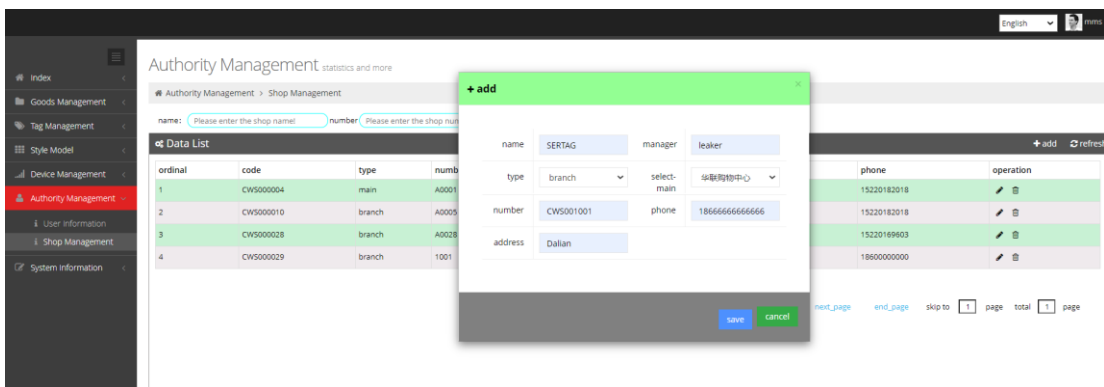 English
mms
Authority Management statistics and more
Index
Goods Management
Tag Management
Style Model
Device Management
Authority Management
User information
Shop Management
System Information
Authority Management > Shop Management
name: Please enter the shop name! number Please enter the shop num
Data List
+ add refresh
ordinal code type numb phone operation
1 CWS000004 main A0001 15220182018
2 CWS000010 branch A0005 15220182018
3 CWS000028 branch A0028 15220169603
4 CWS000029 branch 1001 18600000000
next_page end_page skip to 1 page total 1 page
+ add ×
name SERTAG manager leaker
type branch select-main 华联购物中心
number CWS001001 phone 18666666666666
address Dalian
save cancel